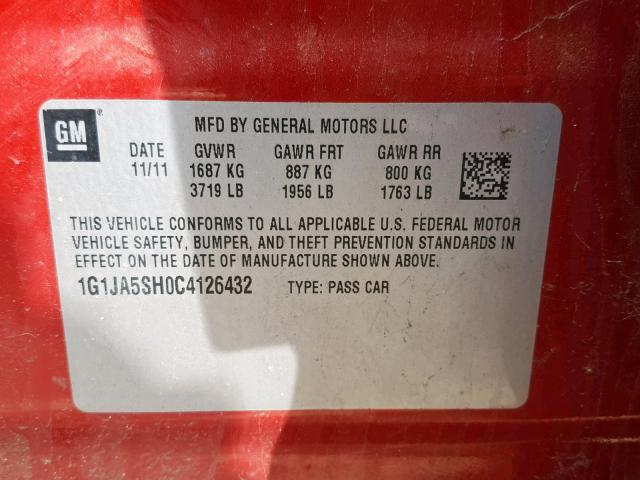 GM ®
MFD BY GENERAL MOTORS LLC
DATE GVWR GAWR FRT GAWR RR
11/11 1687 KG 887 KG 800 KG
3719 LB 1956 LB 1763 LB
THIS VEHICLE CONFORMS TO ALL APPLICABLE U.S. FEDERAL MOTOR
VEHICLE SAFETY, BUMPER, AND THEFT PREVENTION STANDARDS IN
EFFECT ON THE DATE OF MANUFACTURE SHOWN ABOVE.
1G1JA5SH0C4126432 TYPE: PASS CAR